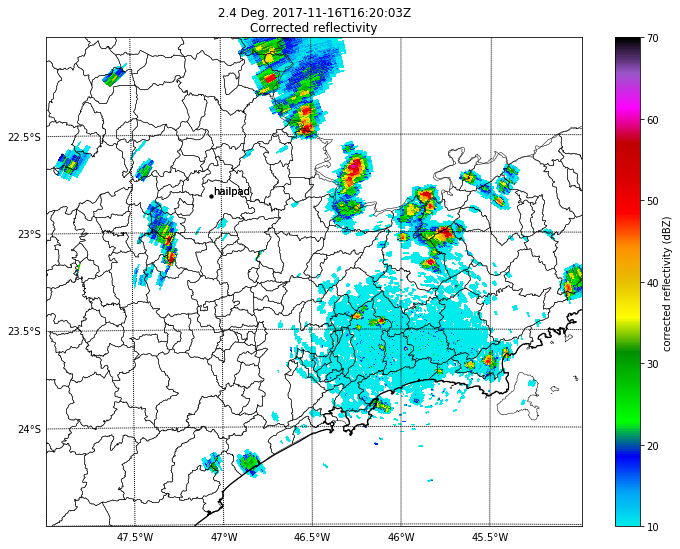 2.4 Deg. 2017-11-16T16:20:03Z
Corrected reflectivity
22.5°S
23°S
23.5°S
24°S
hailpad
47.5°W
47°W
46.5°W
46°W
45.5°W
70
60
50
40
30
20
10
corrected reflectivity (dBZ)